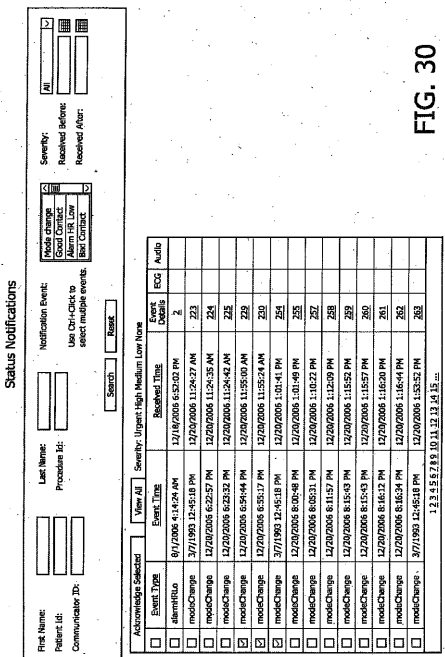 Status Notifications
First Name: Last Name: Notification Event: Mode change Severity: All
Patient Id: Procedure Id: Good Contact Received Before:
Communicator ID: Use Ctrl+Click to select multiple events. Alarm HR Low Received After:
Bad Contact
Search Reset
Acknowledge Selected View All Severity: Urgent High Medium Low None
Event Type Event Time Received Time Event Details ECG Audio
alarmHRLo 8/1/2006 4:14:24 AM 12/18/2006 6:52:02 PM 2
modeChange 3/7/1993 12:45:18 PM 12/20/2006 11:24:27 AM 223
modeChange 12/20/2006 6:22:57 PM 12/20/2006 11:24:35 AM 224
modeChange 12/20/2006 6:23:32 PM 12/20/2006 11:24:42 AM 225
modeChange 12/20/2006 6:54:44 PM 12/20/2006 11:55:00 AM 229
modeChange 12/20/2006 6:55:17 PM 12/20/2006 11:55:24 AM 230
modeChange 3/7/1993 12:45:18 PM 12/20/2006 1:01:41 PM 254
modeChange 12/20/2006 8:00:48 PM 12/20/2006 1:01:49 PM 255
modeChange 12/20/2006 8:05:31 PM 12/20/2006 1:10:22 PM 257
modeChange 12/20/2006 8:11:57 PM 12/20/2006 1:12:09 PM 258
modeChange 12/20/2006 8:15:43 PM 12/20/2006 1:15:52 PM 259
modeChange 12/20/2006 8:15:43 PM 12/20/2006 1:15:57 PM 260
modeChange 12/20/2006 8:16:12 PM 12/20/2006 1:16:20 PM 261
modeChange 12/20/2006 8:16:34 PM 12/20/2006 1:16:44 PM 262
modeChange 3/7/1993 12:45:18 PM 12/20/2006 1:53:52 PM 263
1 2 3 4 5 6 7 8 9 10 11 12 13 14 15 ...
FIG. 30